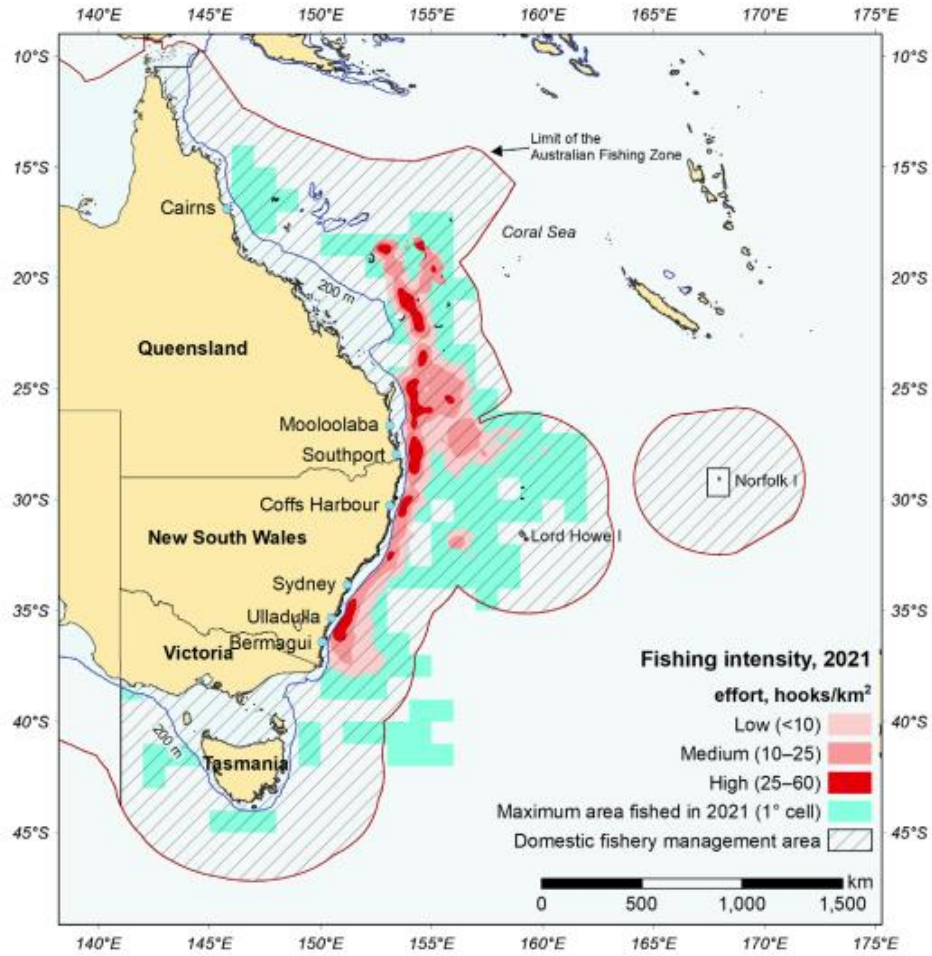 140°E 145°E 150°E 155°E 160°E 165°E 170°E 175°E
10°S 10°S
Limit of the
Australian Fishing Zone
15°S 15°S
Cairns
Coral Sea
20°S 20°S
200 m
Queensland
25°S 25°S
Mooloolaba
Southport
Norfolk I
30°S 30°S
Coffs Harbour
New South Wales
Lord Howe I
Sydney
35°S 35°S
Ulladulla
Bermagui
Victoria
Fishing intensity, 2021
effort, hooks/km²
40°S 40°S
Low (<10)
200 m
Medium (10–25)
Tasmania
High (25–60)
Maximum area fished in 2021 (1° cell)
45°S 45°S
Domestic fishery management area
km
0 500 1,000 1,500
140°E 145°E 150°E 155°E 160°E 165°E 170°E 175°E